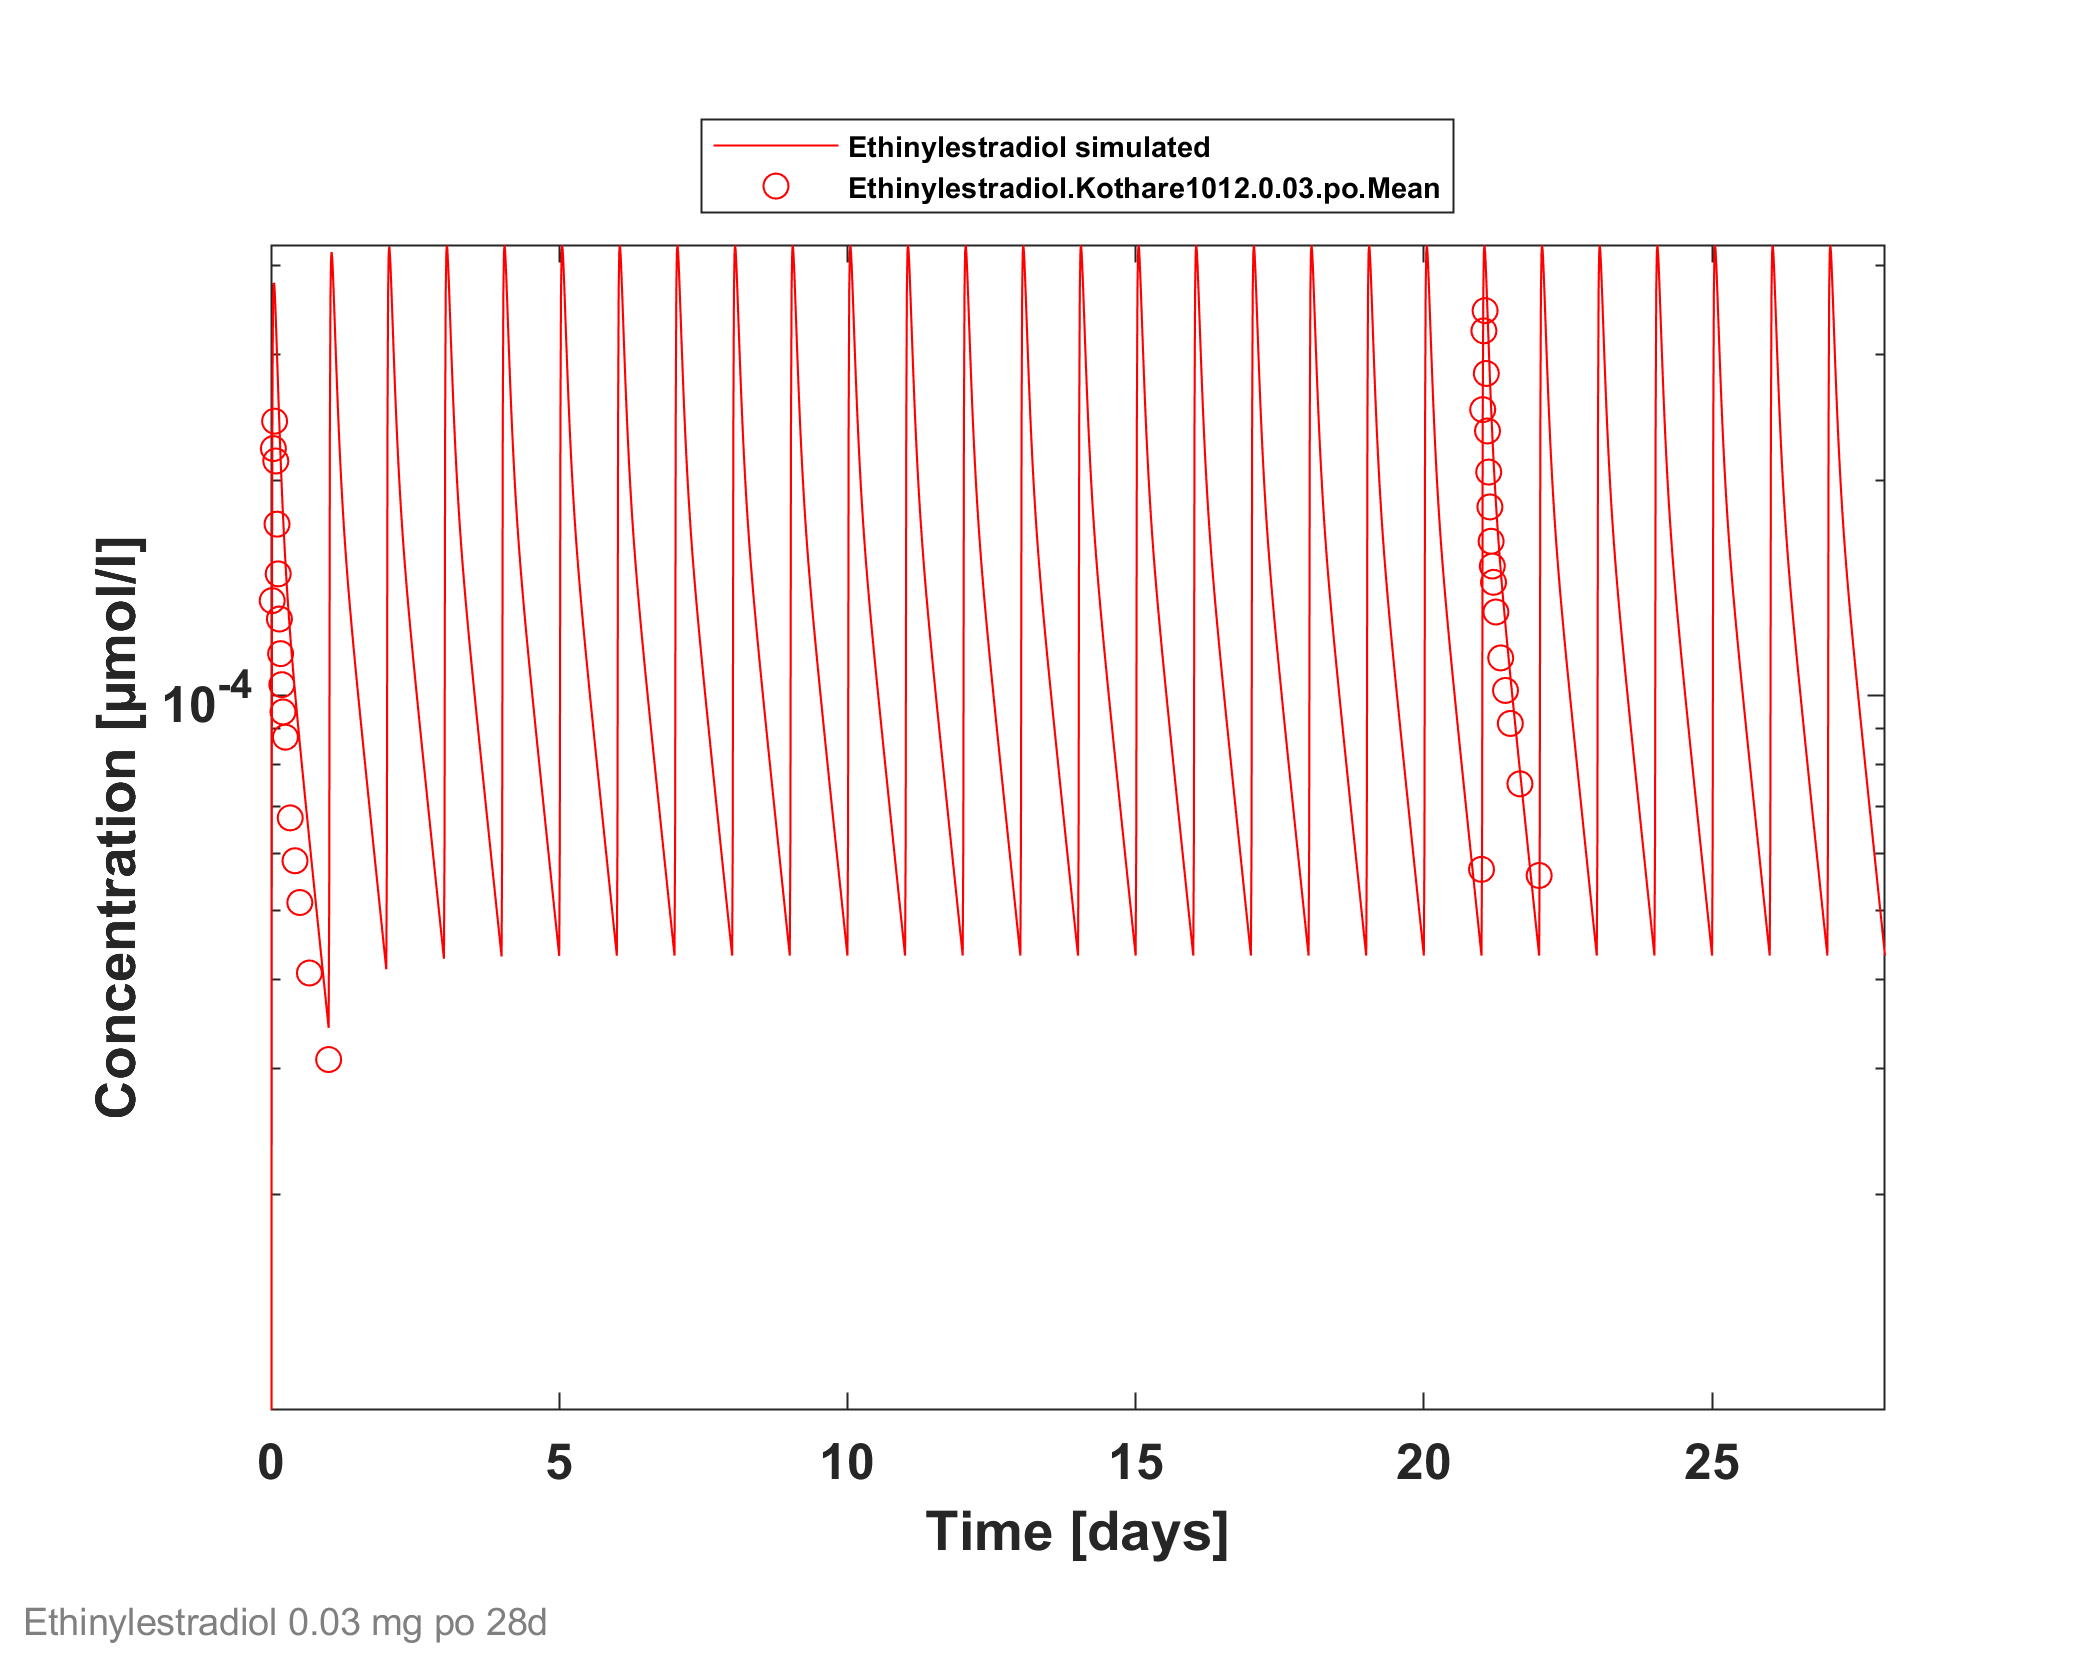 Ethinylestradiol simulated
Ethinylestradiol.Kothare1012.0.03.po.Mean
Concentration [µmol/l]
10-4
0 5 10 15 20 25
Time [days]
Ethinylestradiol 0.03 mg po 28d